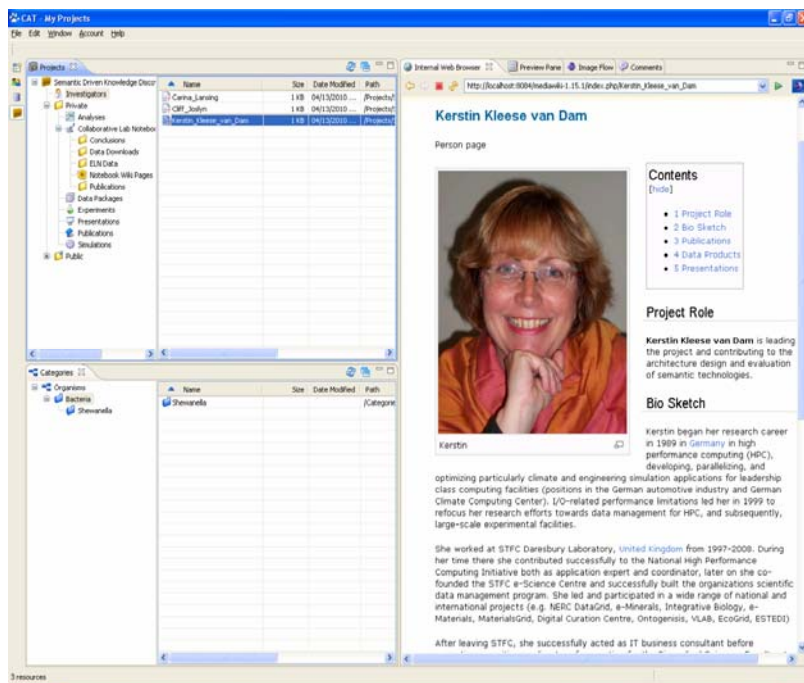 CAT - My Projects
File Edit Window Account Help
Projects
Semantic Driven Knowledge Discov
Investigators
Private
Analyses
Collaborative Lab Notebook
Conclusions
Data Downloads
ELN Data
Notebook Wiki Pages
Publications
Data Packages
Experiments
Presentations
Publications
Simulations
Public
Name Size Date Modified Path
Carina_Lansing 1 KB 04/13/2010 ... /Projects/
Cliff_Joslyn 1 KB 04/13/2010 ... /Projects/
Kerstin_Kleese_van_Dam 1 KB 04/13/2010 ... /Projects/
Categories
Organisms
Bacteria
Shewanella
Name Size Date Modified Path
Shewanella /Categorie
3 resources
Internal Web Browser Preview Pane Image Flow Comments
http://localhost:8084/mediawiki-1.15.1/index.php/Kerstin_Kleese_van_Dam
Kerstin Kleese van Dam
Person page
Contents
[hide]
1 Project Role
2 Bio Sketch
3 Publications
4 Data Products
5 Presentations
Kerstin
Project Role
Kerstin Kleese van Dam is leading
the project and contributing to the
architecture design and evaluation
of semantic technologies.
Bio Sketch
Kerstin began her research career
in 1989 in Germany in high
performance computing (HPC),
developing, parallelizing, and
optimizing particularly climate and engineering simulation applications for leadership
class computing facilities (positions in the German automotive industry and German
Climate Computing Center). I/O-related performance limitations led her in 1999 to
refocus her research efforts towards data management for HPC, and subsequently,
large-scale experimental facilities.
She worked at STFC Daresbury Laboratory, United Kingdom from 1997-2008. During
her time there she contributed successfully to the National High Performance
Computing Initiative both as application expert and coordinator, later on she co-
founded the STFC e-Science Centre and successfully built the organizations scientific
data management program. She led and participated in a wide range of national and
international projects (e.g. NERC DataGrid, e-Minerals, Integrative Biology, e-
Materials, MaterialsGrid, Digital Curation Centre, Ontogenisis, VLAB, EcoGrid, ESTEDI)
After leaving STFC, she successfully acted as IT business consultant before